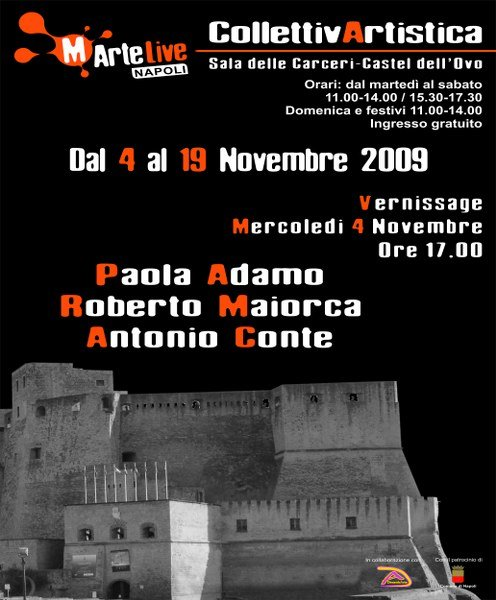 MArteLive
NAPOLI
CollettivArtistica
Sala delle Carceri-Castel dell'Ovo
Orari: dal martedì al sabato
11.00-14.00 / 15.30-17.30
Domenica e festivi 11.00-14.00
Ingresso gratuito
Dal 4 al 19 Novembre 2009
Vernissage
Mercoledì 4 Novembre
Ore 17.00
Paola Adamo
Roberto Maiorca
Antonio Conte
In collaborazione con
Con il patrocinio di
Comune di Napoli